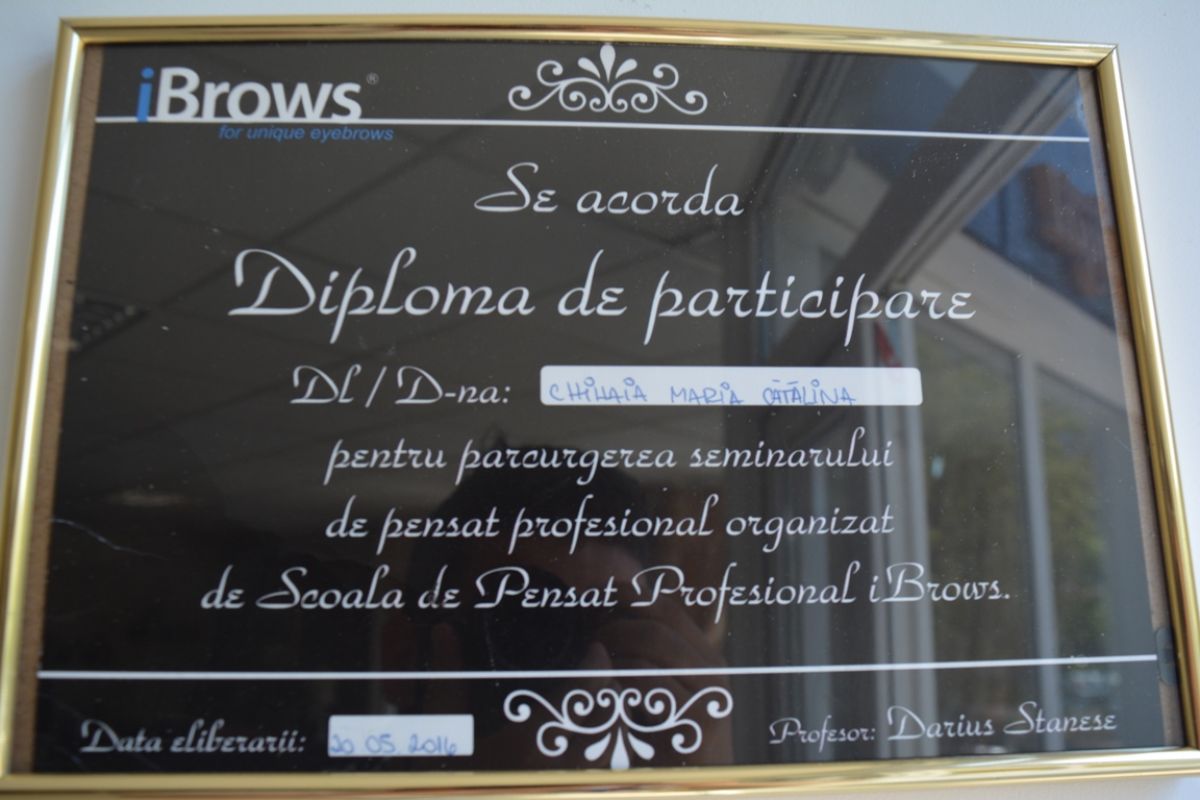 iBrows®
for unique eyebrows
Se acorda
Diploma de participare
Dl / D-na: CHIHAIA MARIA CĂTĂLINA
pentru parcurgerea seminarului
de pensat profesional organizat
de Scoala de Pensat Profesional iBrows.
Data eliberarii: 20 05. 2016
Profesor: Darius Stanese